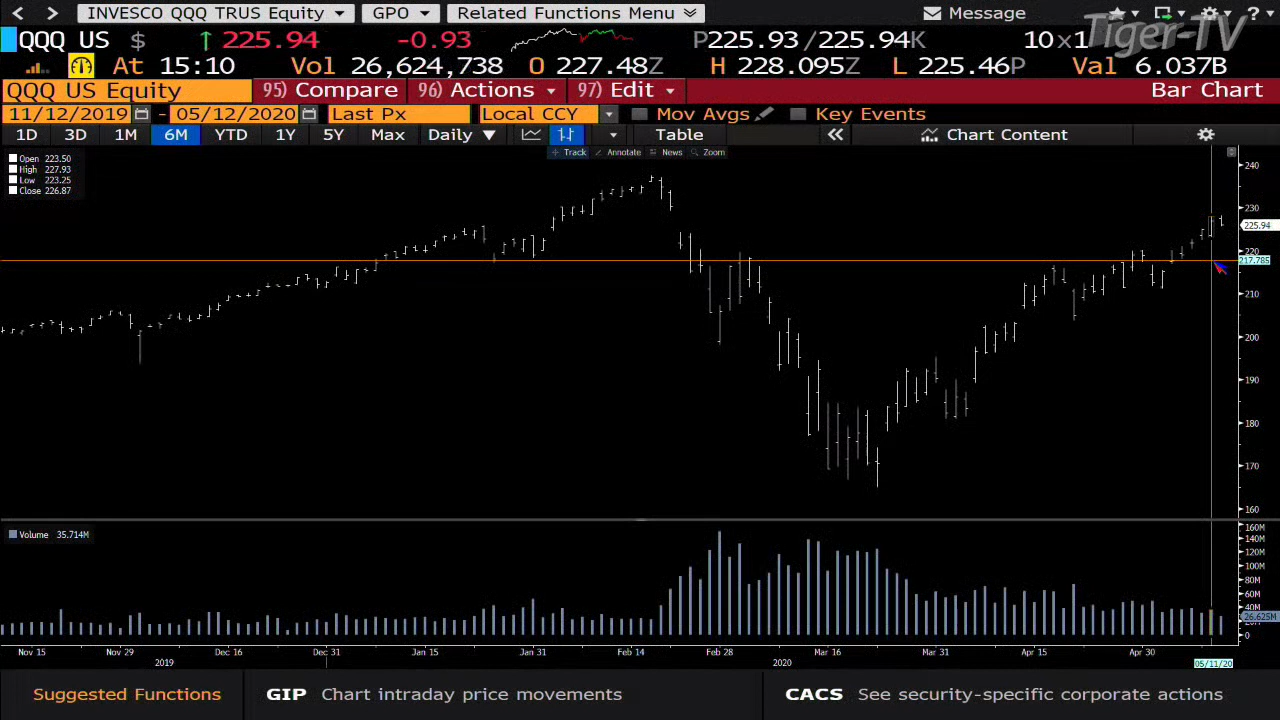 INVESCO QQQ TRUS Equity GPO Related Functions Menu Message ?
Tiger-TV
QQQ US $ ↑ 225.94 -0.93 P225.93/225.94K 10x1
At 15:10 Vol 26,624,738 O 227.48Z H 228.095Z L 225.46P Val 6.037B
QQQ US Equity 95) Compare 96) Actions 97) Edit Bar Chart
11/12/2019 - 05/12/2020 Last Px Local CCY Mov Avgs Key Events
1D 3D 1M 6M YTD 1Y 5Y Max Daily Table Chart Content
Track Annotate News Zoom
Open 223.50
High 227.93
Low 223.25
Close 226.87
240
230
225.94
220
217.785
210
200
190
180
170
160
Volume 35.714M
160M
140M
120M
100M
80M
60M
40M
26.625M
0
Nov 15 Nov 29 Dec 16 Dec 31 Jan 15 Jan 31 Feb 14 Feb 28 Mar 16 Mar 31 Apr 15 Apr 30
2019 2020 05/11/20
Suggested Functions GIP Chart intraday price movements CACS See security-specific corporate actions